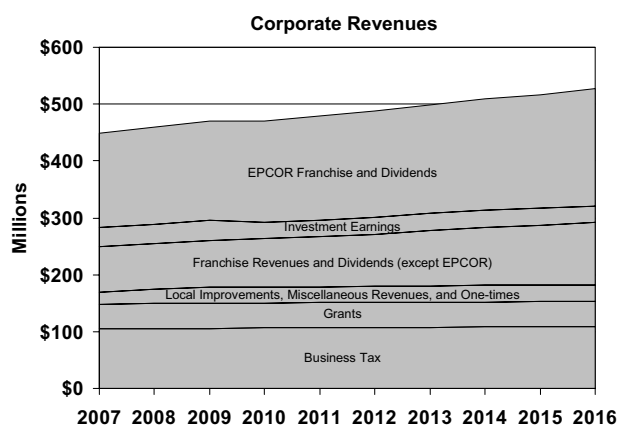 Corporate Revenues
$600
$500
$400
$300
$200
$100
$0
Millions
EPCOR Franchise and Dividends
Investment Earnings
Franchise Revenues and Dividends (except EPCOR)
Local Improvements, Miscellaneous Revenues, and One-times
Grants
Business Tax
2007 2008 2009 2010 2011 2012 2013 2014 2015 2016